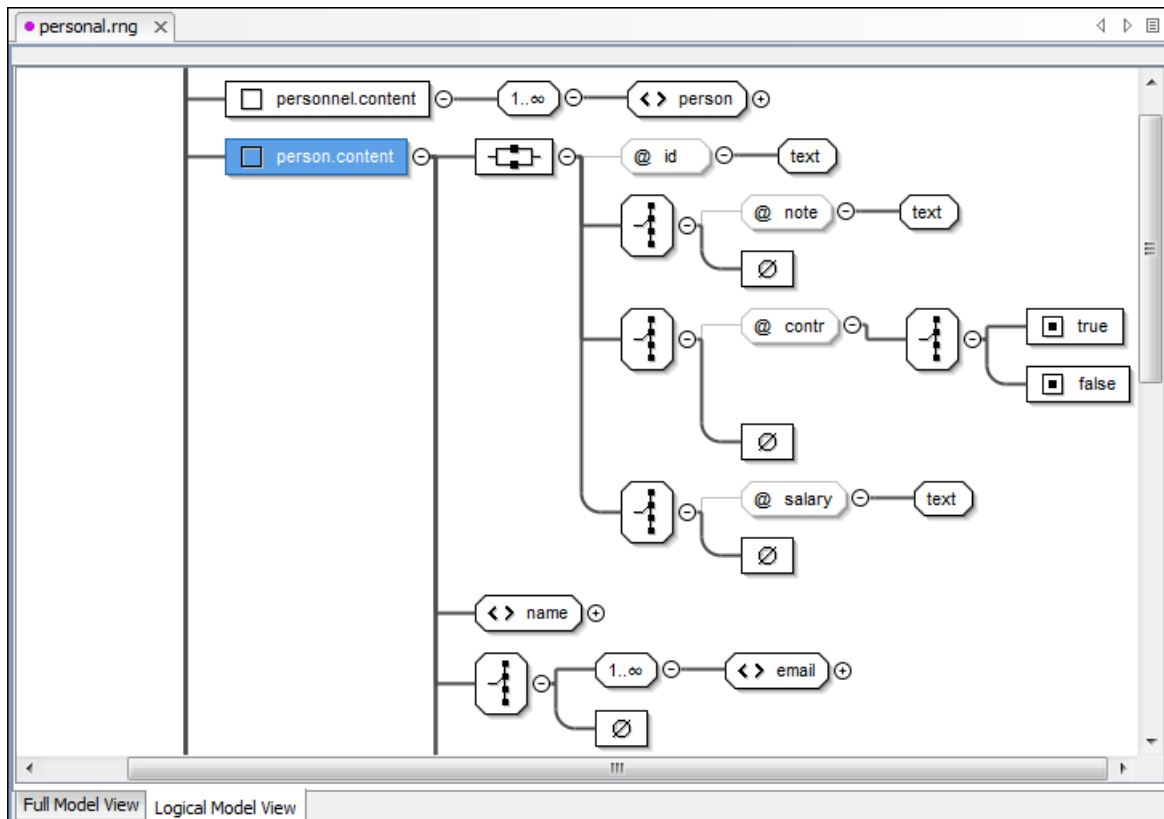 personal.rng
personnel.content 1..∞ < > person
person.content @ id text
@ note text
∅
@ contr true
false
∅
@ salary text
∅
< > name
1..∞ < > email
∅
Full Model View Logical Model View